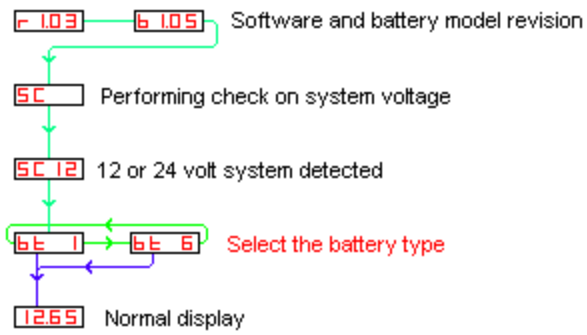 r 1.03 b 1.05 Software and battery model revision
SC Performing check on system voltage
SC 12 12 or 24 volt system detected
bt 1 bt 6 Select the battery type
12.65 Normal display